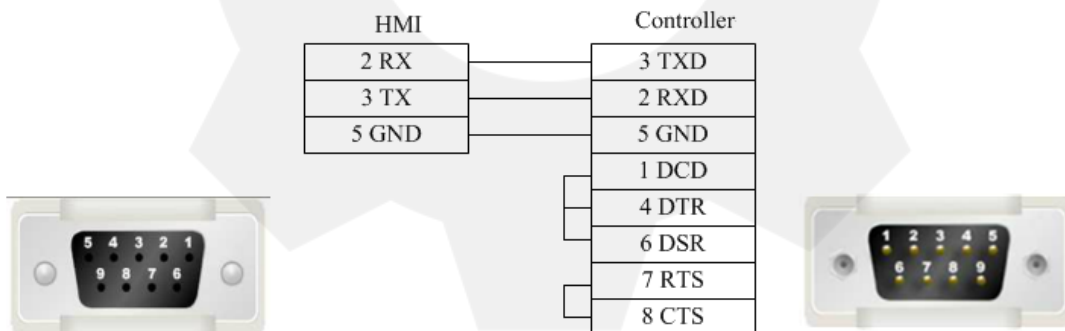 HMI
Controller
2 RX
3 TXD
3 TX
2 RXD
5 GND
5 GND
1 DCD
4 DTR
6 DSR
7 RTS
8 CTS
5 4 3 2 1
9 8 7 6
1 2 3 4 5
6 7 8 9